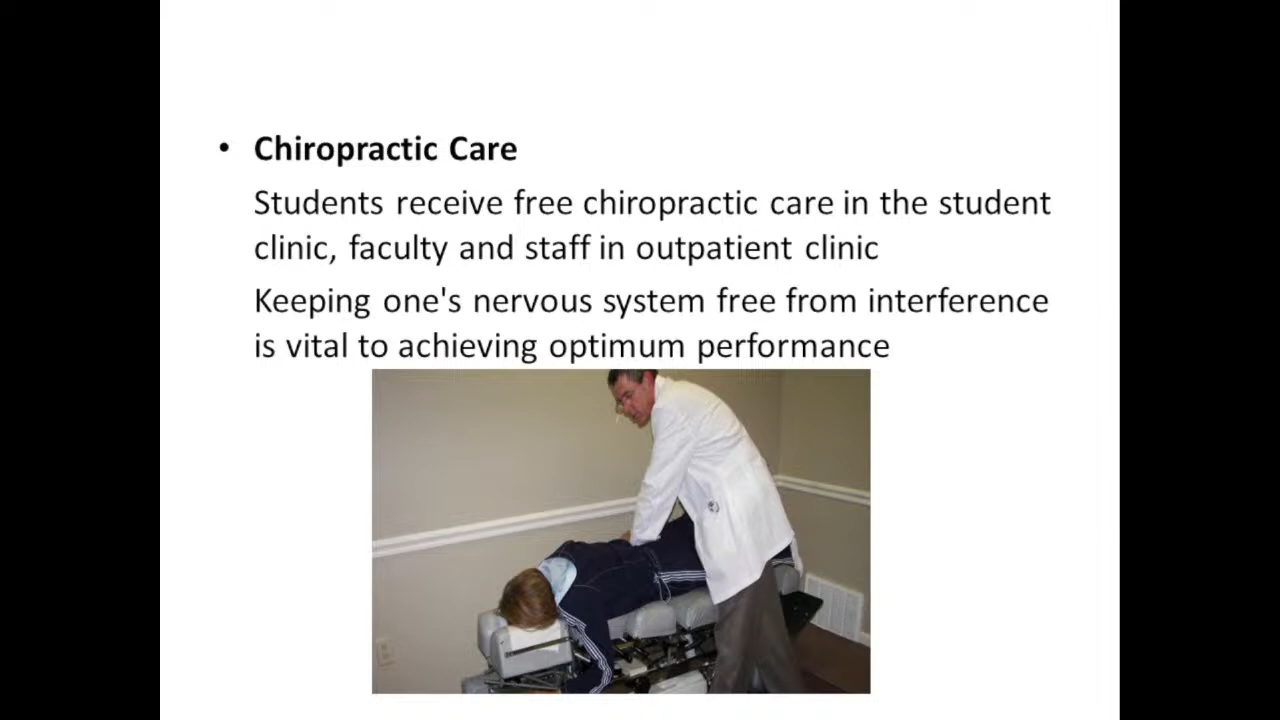 • Chiropractic Care
Students receive free chiropractic care in the student
clinic, faculty and staff in outpatient clinic
Keeping one's nervous system free from interference
is vital to achieving optimum performance